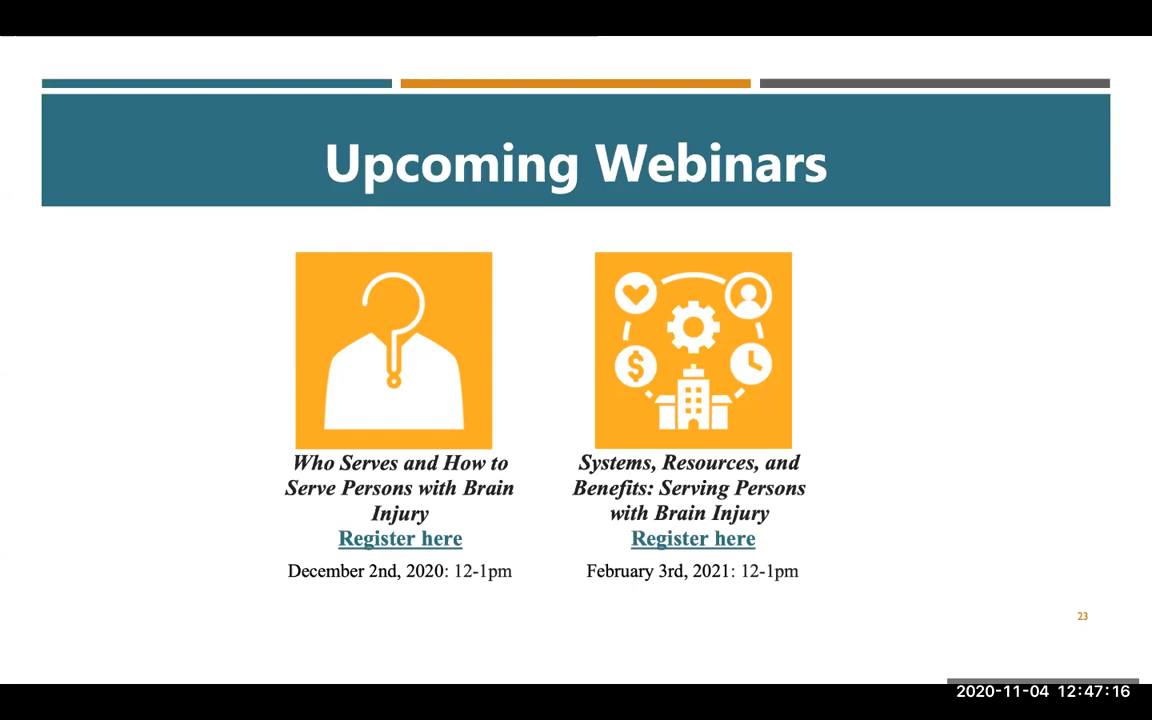 Upcoming Webinars
Who Serves and How to
Serve Persons with Brain
Injury
Register here
December 2nd, 2020: 12-1pm
$
Systems, Resources, and
Benefits: Serving Persons
with Brain Injury
Register here
February 3rd, 2021: 12-1pm
23
2020-11-04 12:47:16